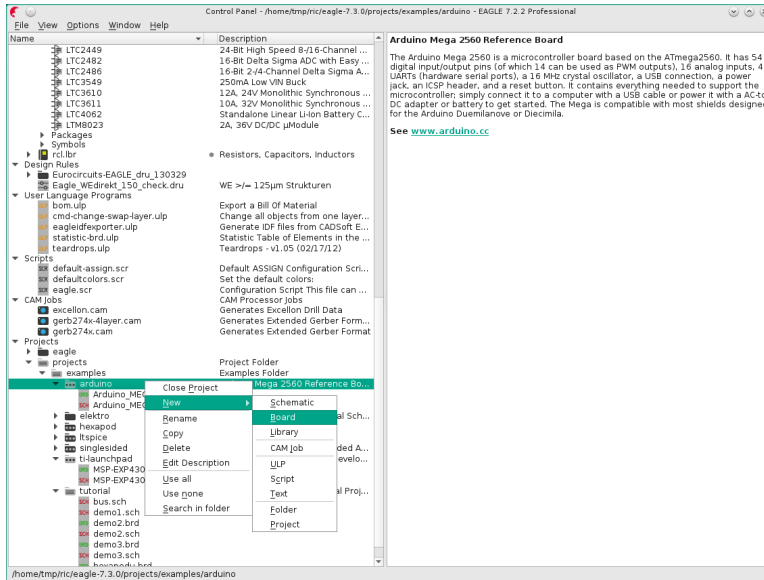 Control Panel - /home/tmp/ric/eagle-7.3.0/projects/examples/arduino - EAGLE 7.2.2 Professional
File View Options Window Help
Name Description
LTC2449 24-Bit High Speed 8-/16-Channel ...
LTC2482 16-Bit Delta Sigma ADC with Easy ...
LTC2486 16-Bit 2-/4-Channel Delta Sigma A...
LTC3549 250mA Low VIN Buck
LTC3610 12A, 24V Monolithic Synchronous ...
LTC3611 10A, 32V Monolithic Synchronous ...
LTC4062 Standalone Linear Li-Ion Battery C...
LTM8023 2A, 36V DC/DC µModule
Packages
Symbols
rcl.lbr Resistors, Capacitors, Inductors
Design Rules
Eurocircuits-EAGLE_dru_130329
Eagle_WEdirekt_150_check.dru WE >/= 125µm Strukturen
User Language Programs
bom.ulp Export a Bill Of Material
cmd-change-swap-layer.ulp Change all objects from one layer...
eagleidfexporter.ulp Generate IDF files from CADSoft E...
statistic-brd.ulp Statistic Table of Elements in the ...
teardrops.ulp Teardrops - v1.05 (02/17/12)
Scripts
default-assign.scr Default ASSIGN Configuration Scri...
defaultcolors.scr Set the default colors:
eagle.scr Configuration Script This file can ...
CAM Jobs CAM Processor Jobs
excellon.cam Generates Excellon Drill Data
gerb274x-4layer.cam Generates Extended Gerber Form...
gerb274x.cam Generates Extended Gerber Format
Projects
eagle
projects Project Folder
examples Examples Folder
arduino Mega 2560 Reference Bo...
Arduino_MEG
Arduino_MEG
elektro al Sch...
hexapod
ltspice
singlesided ded A...
ti-launchpad evelo...
MSP-EXP430
MSP-EXP430
tutorial al Proj...
bus.sch
demo1.sch
demo2.brd
demo2.sch
demo3.brd
demo3.sch
hexapodu.brd
Close Project
New
Rename
Copy
Delete
Edit Description
Use all
Use none
Search in folder
Schematic
Board
Library
CAM Job
ULP
Script
Text
Folder
Project
Arduino Mega 2560 Reference Board
The Arduino Mega 2560 is a microcontroller board based on the ATmega2560. It has 54
digital input/output pins (of which 14 can be used as PWM outputs), 16 analog inputs, 4
UARTs (hardware serial ports), a 16 MHz crystal oscillator, a USB connection, a power
jack, an ICSP header, and a reset button. It contains everything needed to support the
microcontroller; simply connect it to a computer with a USB cable or power it with a AC-to
DC adapter or battery to get started. The Mega is compatible with most shields designed
for the Arduino Duemilanove or Diecimila.
See www.arduino.cc
/home/tmp/ric/eagle-7.3.0/projects/examples/arduino